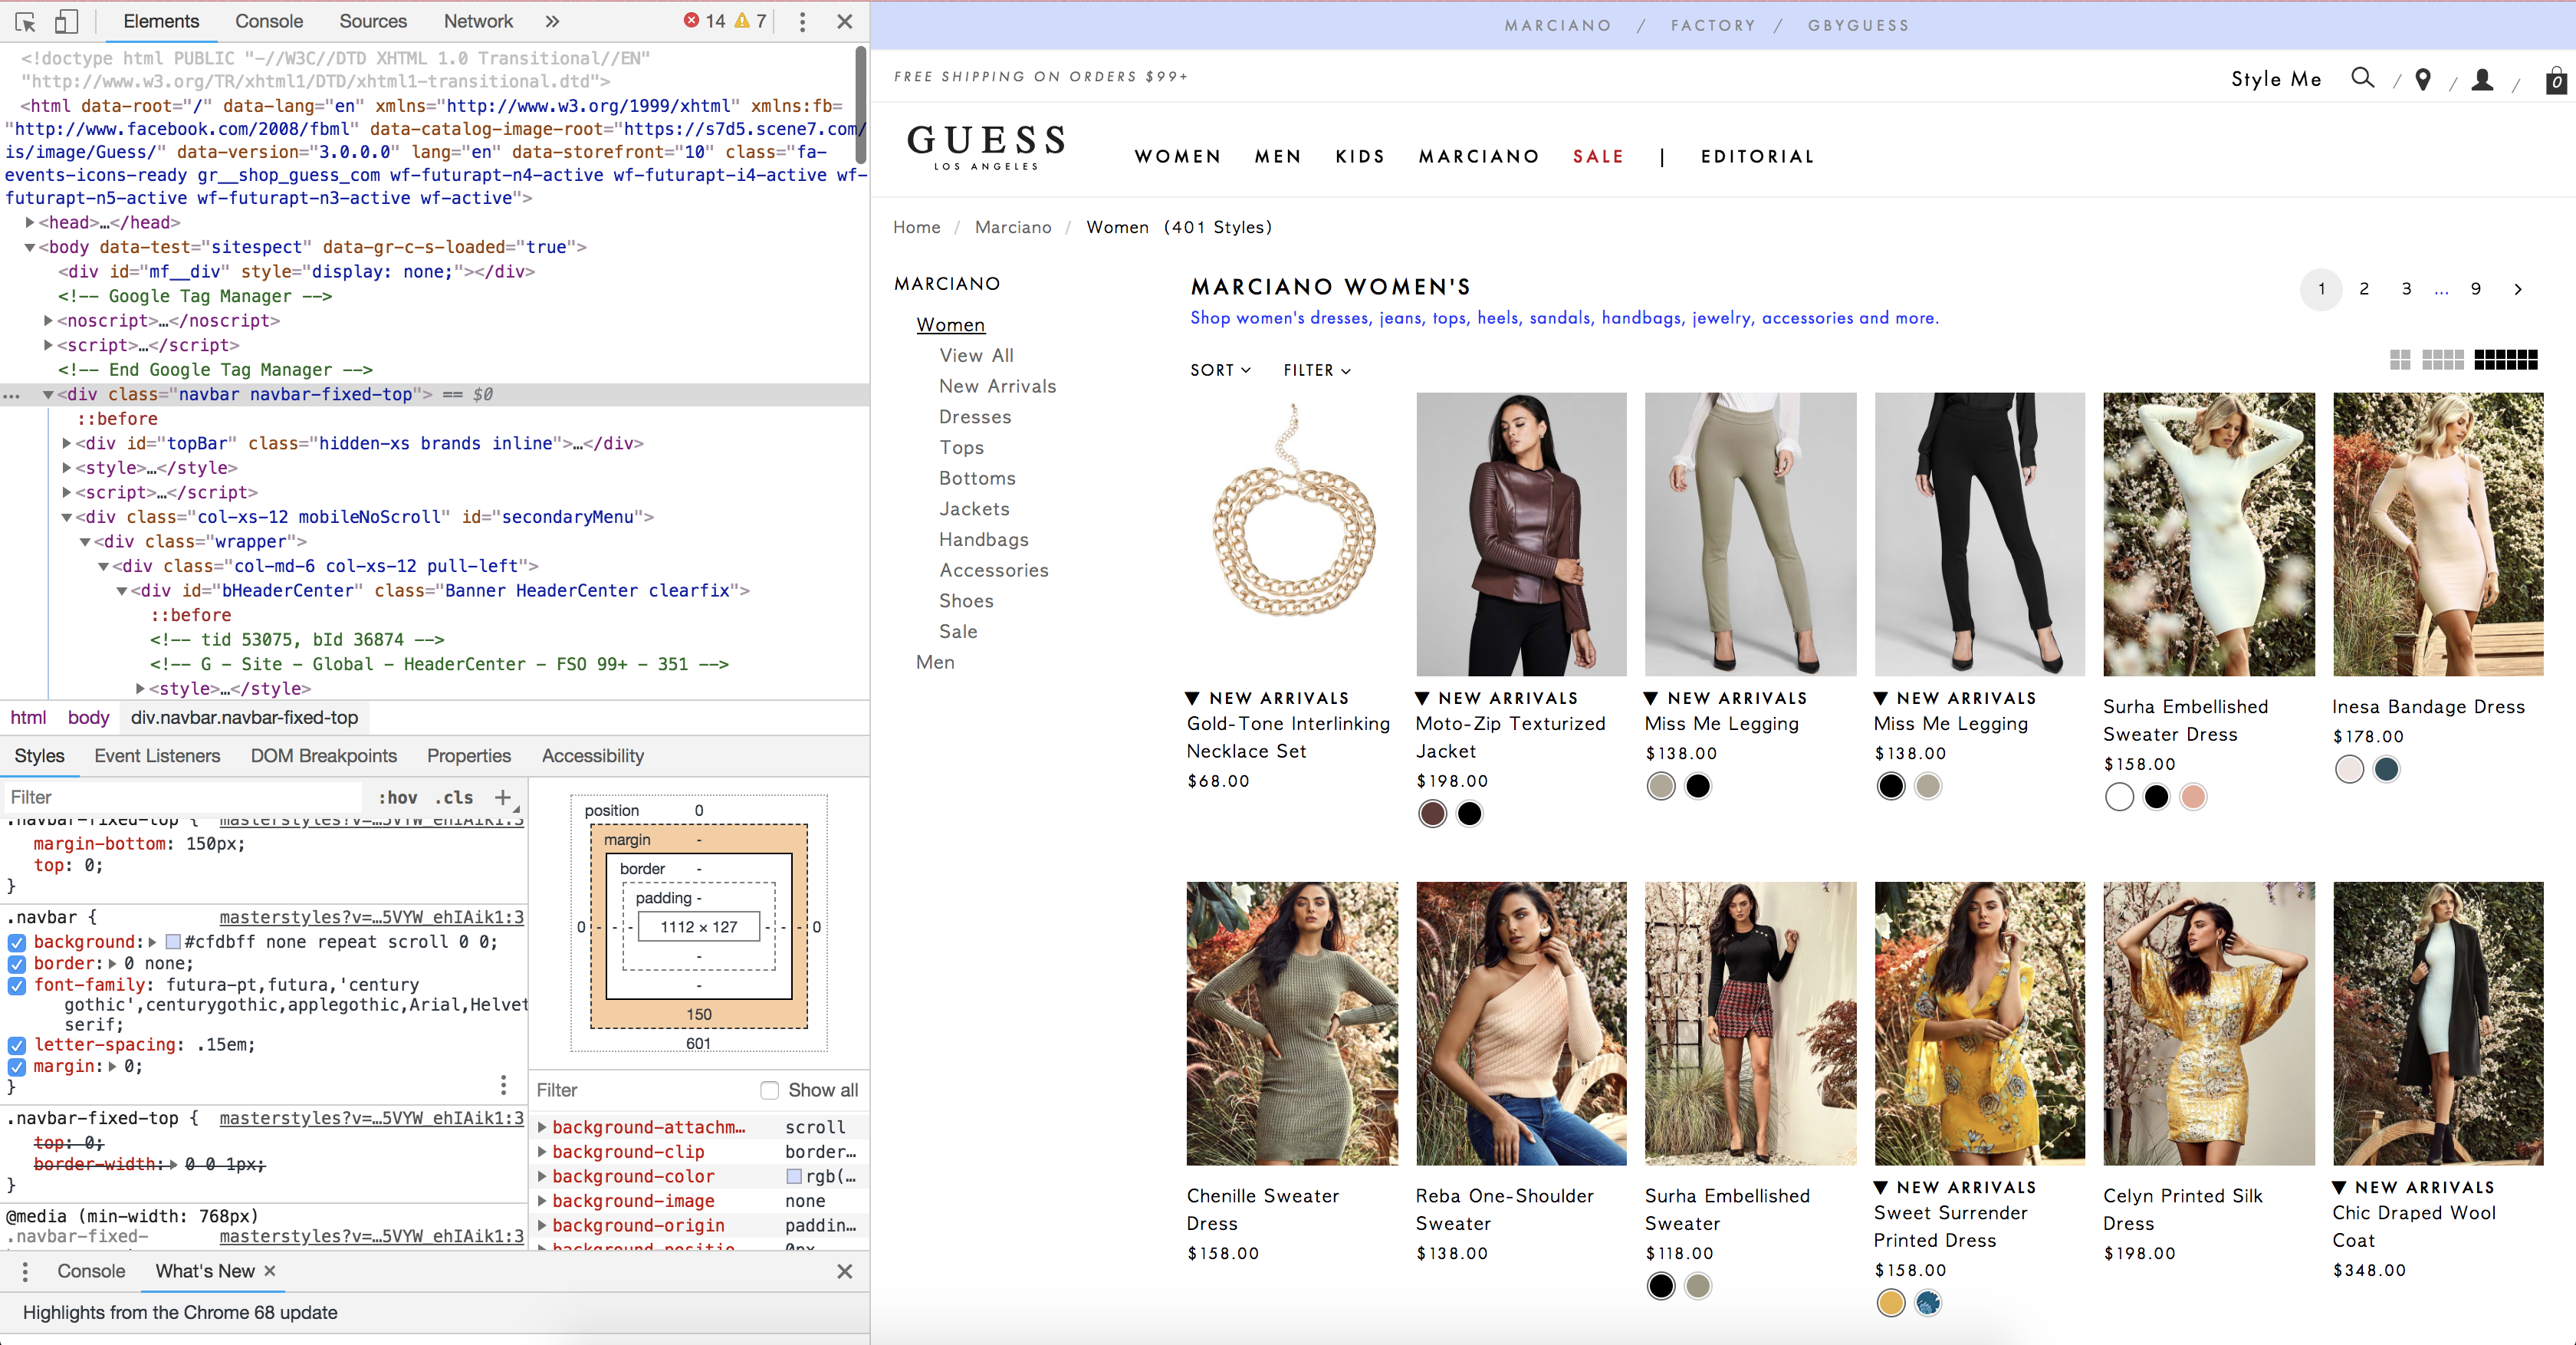 Elements Console Sources Network » 14 7
<!doctype html PUBLIC "-//W3C//DTD XHTML 1.0 Transitional//EN"
"http://www.w3.org/TR/xhtml1/DTD/xhtml1-transitional.dtd">
<html data-root="/" data-lang="en" xmlns="http://www.w3.org/1999/xhtml" xmlns:fb=
"http://www.facebook.com/2008/fbml" data-catalog-image-root="https://s7d5.scene7.com/
is/image/Guess/" data-version="3.0.0.0" lang="en" data-storefront="10" class="fa-
events-icons-ready gr__shop_guess_com wf-futurapt-n4-active wf-futurapt-i4-active wf-
futurapt-n5-active wf-futurapt-n3-active wf-active">
<head>…</head>
<body data-test="sitespect" data-gr-c-s-loaded="true">
<div id="mf__div" style="display: none;"></div>
<!-- Google Tag Manager -->
<noscript>…</noscript>
<script>…</script>
<!-- End Google Tag Manager -->
… <div class="navbar navbar-fixed-top"> == $0
::before
<div id="topBar" class="hidden-xs brands inline">…</div>
<style>…</style>
<script>…</script>
<div class="col-xs-12 mobileNoScroll" id="secondaryMenu">
<div class="wrapper">
<div class="col-md-6 col-xs-12 pull-left">
<div id="bHeaderCenter" class="Banner HeaderCenter clearfix">
::before
<!-- tid 53075, bId 36874 -->
<!-- G - Site - Global - HeaderCenter - FSO 99+ - 351 -->
<style>…</style>
html body div.navbar.navbar-fixed-top
Styles Event Listeners DOM Breakpoints Properties Accessibility
Filter :hov .cls +
.navbar-fixed-top { masterstyles?v=…5VYW_ehIAik1:3
margin-bottom: 150px;
top: 0;
}
.navbar { masterstyles?v=…5VYW_ehIAik1:3
background: #cfdbff none repeat scroll 0 0;
border: 0 none;
font-family: futura-pt,futura,'century
gothic',centurygothic,applegothic,Arial,Helvet
serif;
letter-spacing: .15em;
margin: 0;
}
.navbar-fixed-top { masterstyles?v=…5VYW_ehIAik1:3
top: 0;
border-width: 0 0 1px;
}
@media (min-width: 768px)
.navbar-fixed- masterstyles?v=…5VYW_ehIAik1:3
position 0
margin -
border -
padding -
0 - - - 1112 × 127 - - - 0
-
-
150
601
Filter Show all
background-attachm… scroll
background-clip border…
background-color rgb(…
background-image none
background-origin paddin…
background-positio 0px
Console What's New ×
Highlights from the Chrome 68 update
MARCIANO / FACTORY / GBYGUESS
FREE SHIPPING ON ORDERS $99+
Style Me / / / 0
GUESS
LOS ANGELES
WOMEN MEN KIDS MARCIANO SALE | EDITORIAL
Home / Marciano / Women (401 Styles)
MARCIANO
Women
View All
New Arrivals
Dresses
Tops
Bottoms
Jackets
Handbags
Accessories
Shoes
Sale
Men
MARCIANO WOMEN'S
1 2 3 ... 9 >
Shop women's dresses, jeans, tops, heels, sandals, handbags, jewelry, accessories and more.
SORT FILTER
NEW ARRIVALS
Gold-Tone Interlinking
Necklace Set
$68.00
NEW ARRIVALS
Moto-Zip Texturized
Jacket
$198.00
NEW ARRIVALS
Miss Me Legging
$138.00
NEW ARRIVALS
Miss Me Legging
$138.00
Surha Embellished
Sweater Dress
$158.00
Inesa Bandage Dress
$178.00
Chenille Sweater
Dress
$158.00
Reba One-Shoulder
Sweater
$138.00
Surha Embellished
Sweater
$118.00
NEW ARRIVALS
Sweet Surrender
Printed Dress
$158.00
Celyn Printed Silk
Dress
$198.00
NEW ARRIVALS
Chic Draped Wool
Coat
$348.00